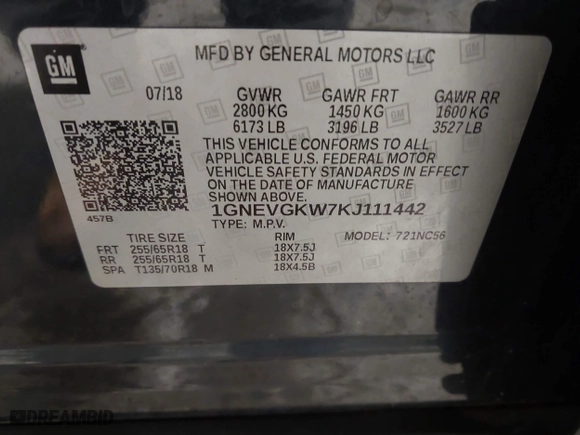 GM
MFD BY GENERAL MOTORS LLC
07/18 GVWR GAWR FRT GAWR RR
2800 KG 1450 KG 1600 KG
6173 LB 3196 LB 3527 LB
THIS VEHICLE CONFORMS TO ALL
APPLICABLE U.S. FEDERAL MOTOR
VEHICLE SAFETY STANDARDS IN EFFECT
ON THE DATE OF MANUFACTURE
SHOWN ABOVE.
457B
1GNEVGKW7KJ111442
TYPE: M.P.V. MODEL: 721NC56
TIRE SIZE RIM
FRT 255/65R18 T 18X7.5J
RR 255/65R18 T 18X7.5J
SPA T135/70R18 M 18X4.5B
DREAMBID